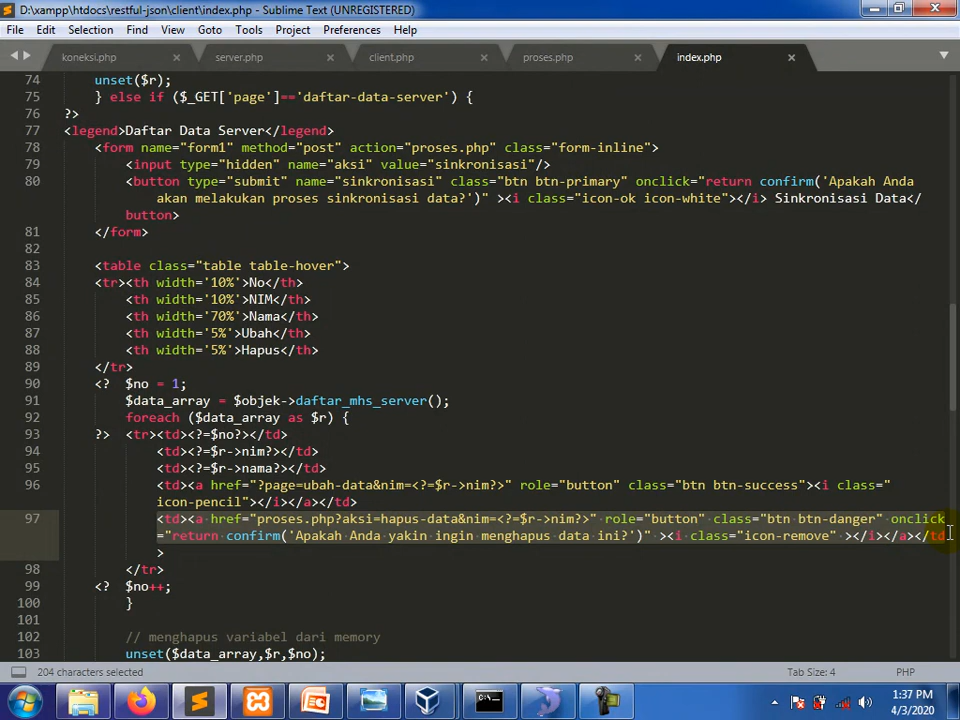 D:\xampp\htdocs\restful-json\client\index.php - Sublime Text (UNREGISTERED)
File Edit Selection Find View Goto Tools Project Preferences Help
koneksi.php server.php client.php proses.php index.php
74 unset($r);
75 } else if ($_GET['page']=='daftar-data-server') {
76 ?>
77 <legend>Daftar Data Server</legend>
78 <form name="form1" method="post" action="proses.php" class="form-inline">
79 <input type="hidden" name="aksi" value="sinkronisasi"/>
80 <button type="submit" name="sinkronisasi" class="btn btn-primary" onclick="return confirm('Apakah Anda
akan melakukan proses sinkronisasi data?')" ><i class="icon-ok icon-white"></i> Sinkronisasi Data</
button>
81 </form>
82
83 <table class="table table-hover">
84 <tr><th width='10%'>No</th>
85 <th width='10%'>NIM</th>
86 <th width='70%'>Nama</th>
87 <th width='5%'>Ubah</th>
88 <th width='5%'>Hapus</th>
89 </tr>
90 <? $no = 1;
91 $data_array = $objek->daftar_mhs_server();
92 foreach ($data_array as $r) {
93 ?> <tr><td><?=$no?></td>
94 <td><?=$r->nim?></td>
95 <td><?=$r->nama?></td>
96 <td><a href="?page=ubah-data&nim=<?=$r->nim?>" role="button" class="btn btn-success"><i class="
icon-pencil"></i></a></td>
97 <td><a href="proses.php?aksi=hapus-data&nim=<?=$r->nim?>" role="button" class="btn btn-danger" onclick
="return confirm('Apakah Anda yakin ingin menghapus data ini?')" ><i class="icon-remove" ></i></a></td
>
98 </tr>
99 <? $no++;
100 }
101
102 // menghapus variabel dari memory
103 unset($data_array,$r,$no);
204 characters selected Tab Size: 4 PHP
1:37 PM
4/3/2020